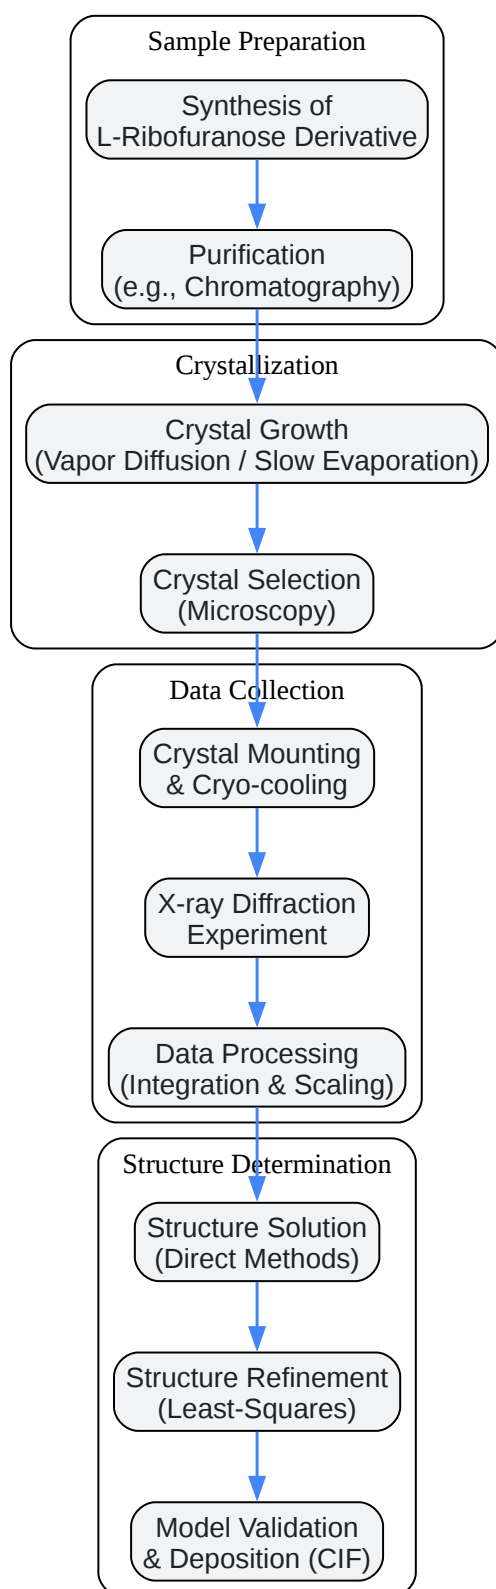 Sample Preparation
Synthesis of
L-Ribofuranose Derivative
Purification
(e.g., Chromatography)
Crystallization
Crystal Growth
(Vapor Diffusion / Slow Evaporation)
Crystal Selection
(Microscopy)
Data Collection
Crystal Mounting
& Cryo-cooling
X-ray Diffraction
Experiment
Data Processing
(Integration & Scaling)
Structure Determination
Structure Solution
(Direct Methods)
Structure Refinement
(Least-Squares)
Model Validation
& Deposition (CIF)